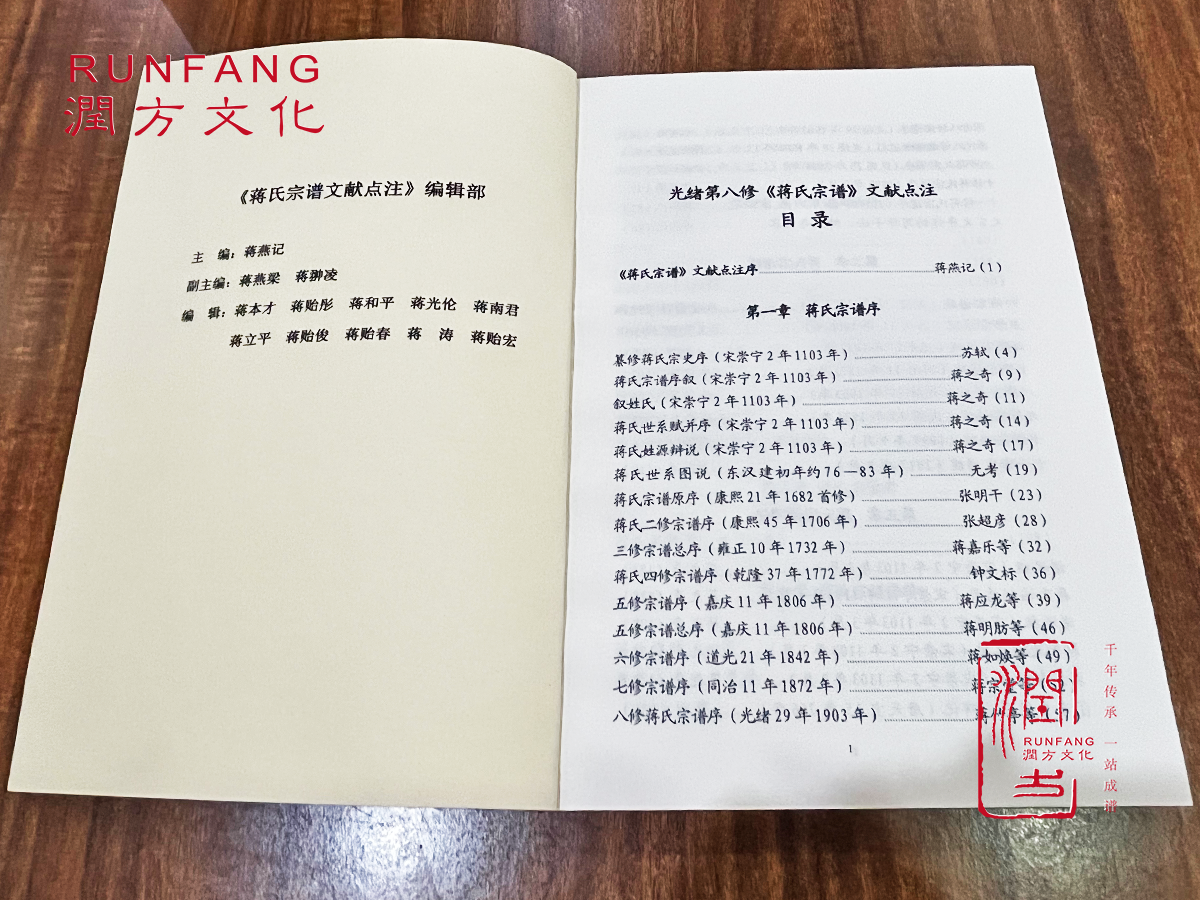 RUNFANG
潤方文化
《蒋氏宗谱文献点注》编辑部
主 编：蒋燕记
副主编：蒋燕梁 蒋翀凌
编 辑：蒋本才 蒋贻彤 蒋和平 蒋光伦 蒋南君
蒋立平 蒋贻俊 蒋贻春 蒋 涛 蒋贻宏
光绪第八修《蒋氏宗谱》文献点注
目 录
《蒋氏宗谱》文献点注序 蒋燕记（1）
第一章 蒋氏宗谱序
纂修蒋氏宗史序（宋崇宁2年1103年） 苏轼（4）
蒋氏宗谱序叙（宋崇宁2年1103年） 蒋之奇（9）
叙姓氏（宋崇宁2年1103年） 蒋之奇（11）
蒋氏世系赋并序（宋崇宁2年1103年） 蒋之奇（14）
蒋氏姓源辩说（宋崇宁2年1103年） 蒋之奇（17）
蒋氏世系图说（东汉建初年约76—83年） 无考（19）
蒋氏宗谱原序（康熙21年1682首修） 张明干（23）
蒋氏二修宗谱序（康熙45年1706年） 张超彦（28）
三修宗谱总序（雍正10年1732年） 蒋嘉乐等（32）
蒋氏四修宗谱序（乾隆37年1772年） 钟文标（36）
五修宗谱序（嘉庆11年1806年） 蒋应龙等（39）
五修宗谱总序（嘉庆11年1806年） 蒋明肪等（46）
六修宗谱序（道光21年1842年） 蒋如焕等（49）
七修宗谱序（同治11年1872年） 蒋宗
八修蒋氏宗谱序（光绪29年1903年） 蒋
1
千年传承 一站成谱
潤
RUNFANG
潤方文化